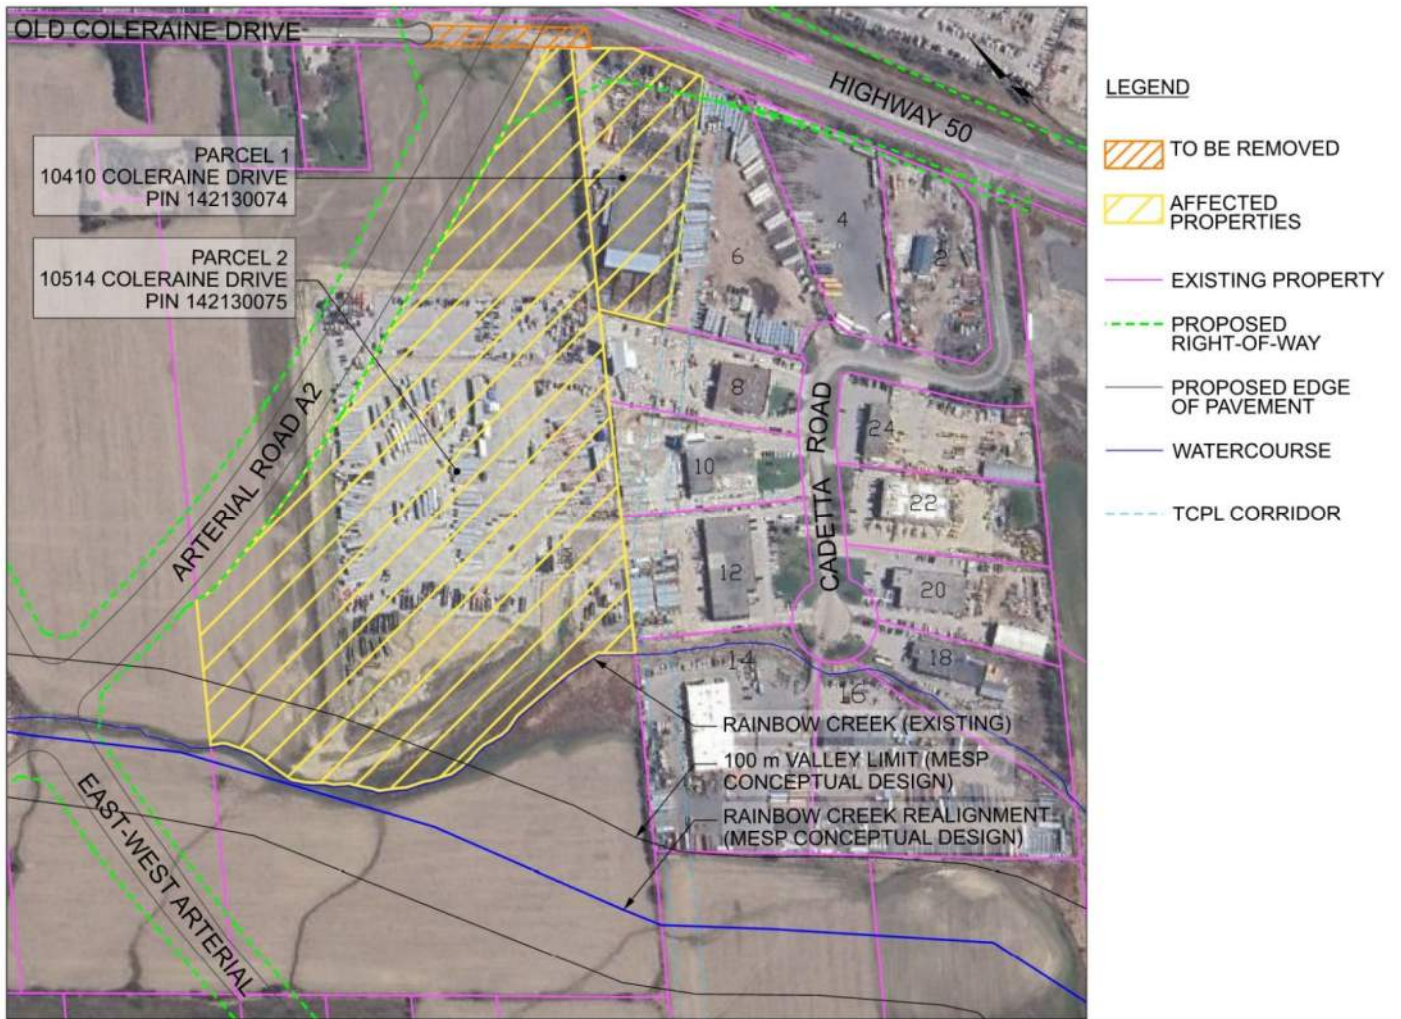 OLD COLERAINE DRIVE
HIGHWAY 50
PARCEL 1
10410 COLERAINE DRIVE
PIN 142130074
PARCEL 2
10514 COLERAINE DRIVE
PIN 142130075
ARTERIAL ROAD A2
EAST-WEST ARTERIAL
CADETTA ROAD
2
4
6
8
10
12
14
16
18
20
22
24
RAINBOW CREEK (EXISTING)
100 m VALLEY LIMIT (MESP
CONCEPTUAL DESIGN)
RAINBOW CREEK REALIGNMENT
(MESP CONCEPTUAL DESIGN)
LEGEND
TO BE REMOVED
AFFECTED
PROPERTIES
EXISTING PROPERTY
PROPOSED
RIGHT-OF-WAY
PROPOSED EDGE
OF PAVEMENT
WATERCOURSE
TCPL CORRIDOR